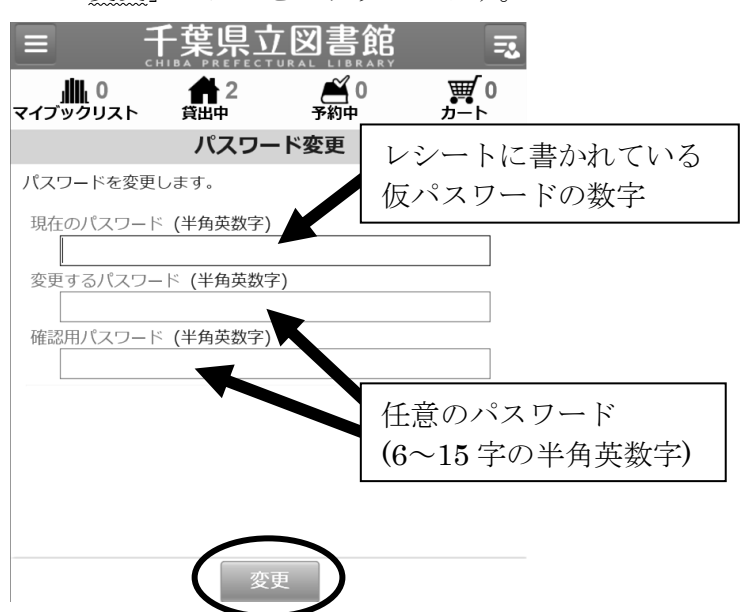 千葉県立図書館
CHIBA PREFECTURAL LIBRARY
0 2 0 0
マイブックリスト 貸出中 予約中 カート
パスワード変更
レシートに書かれている
仮パスワードの数字
パスワードを変更します。
現在のパスワード (半角英数字)
変更するパスワード (半角英数字)
確認用パスワード (半角英数字)
任意のパスワード
(6～15 字の半角英数字)
変更